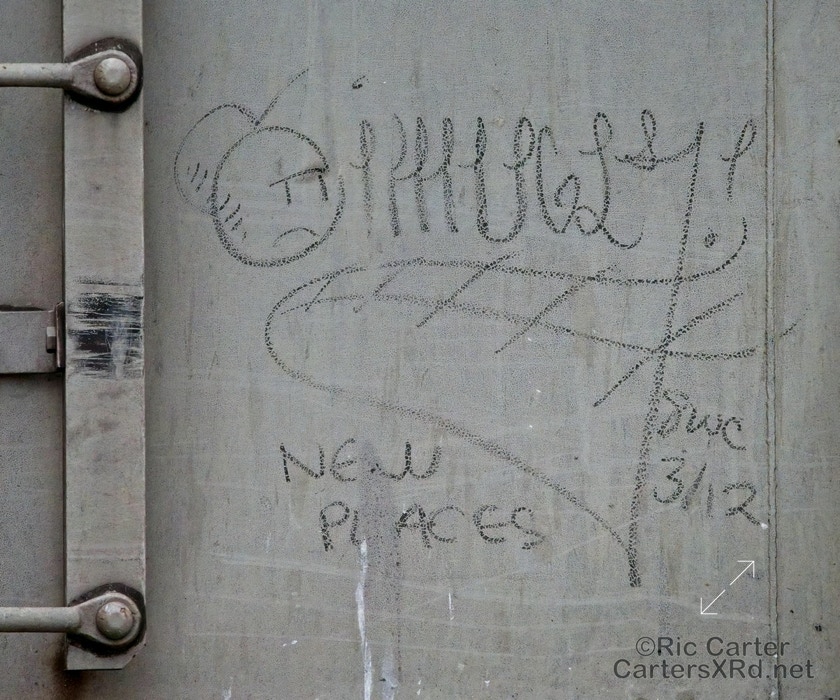 DWC
3/12
NEW
PLACES
©Ric Carter
CartersXRd.net